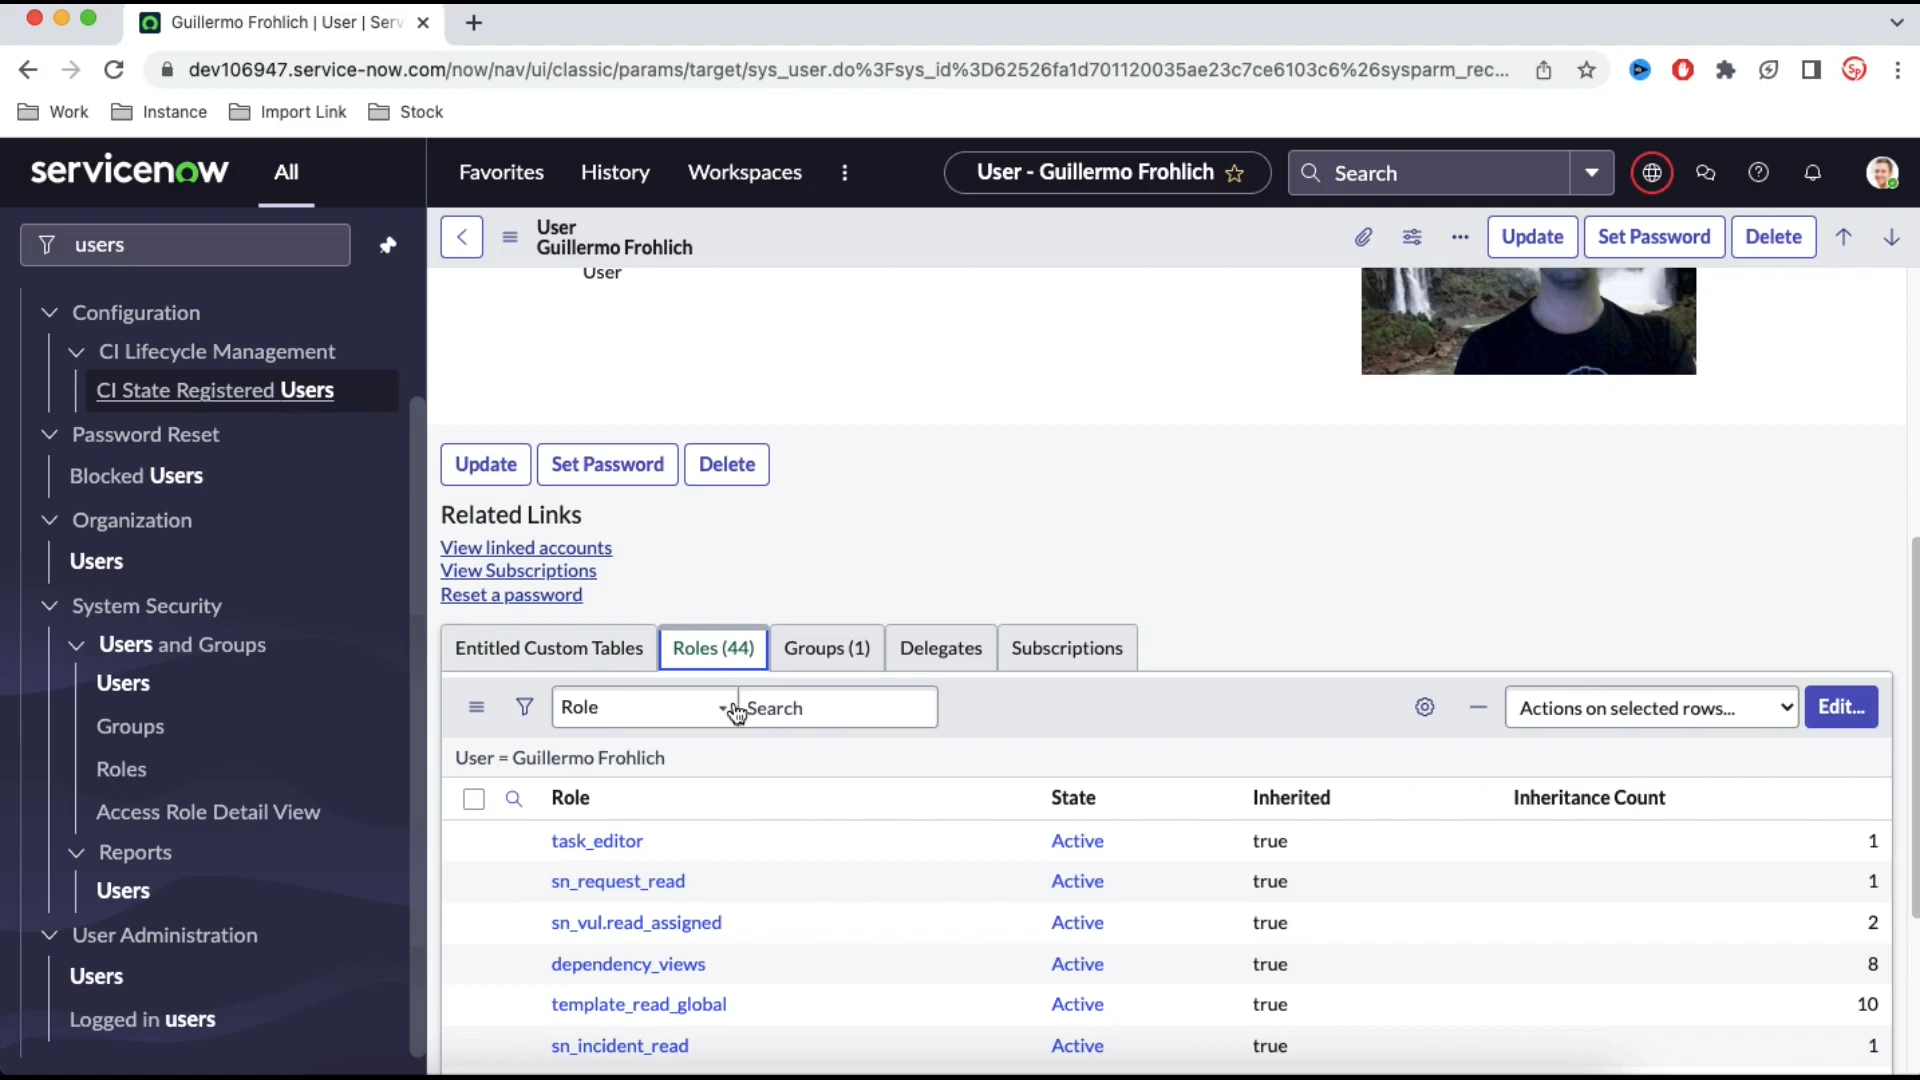 Guillermo Frohlich | User | Serv
dev106947.service-now.com/now/nav/ui/classic/params/target/sys_user.do%3Fsys_id%3D62526fa1d701120035ae23c7ce6103c6%26sysparm_rec...
Sp
Work
Instance
Import Link
Stock
servicenow
All
Favorites
History
Workspaces
User - Guillermo Frohlich
Search
users
Configuration
CI Lifecycle Management
CI State Registered Users
Password Reset
Blocked Users
Organization
Users
System Security
Users and Groups
Users
Groups
Roles
Access Role Detail View
Reports
Users
User Administration
Users
Logged in users
User
Guillermo Frohlich
Update
Set Password
Delete
User
Update
Set Password
Delete
Related Links
View linked accounts
View Subscriptions
Reset a password
Entitled Custom Tables
Roles (44)
Groups (1)
Delegates
Subscriptions
Role
Search
Actions on selected rows...
Edit...
User = Guillermo Frohlich
Role State Inherited Inheritance Count
task_editor Active true 1
sn_request_read Active true 1
sn_vul.read_assigned Active true 2
dependency_views Active true 8
template_read_global Active true 10
sn_incident_read Active true 1